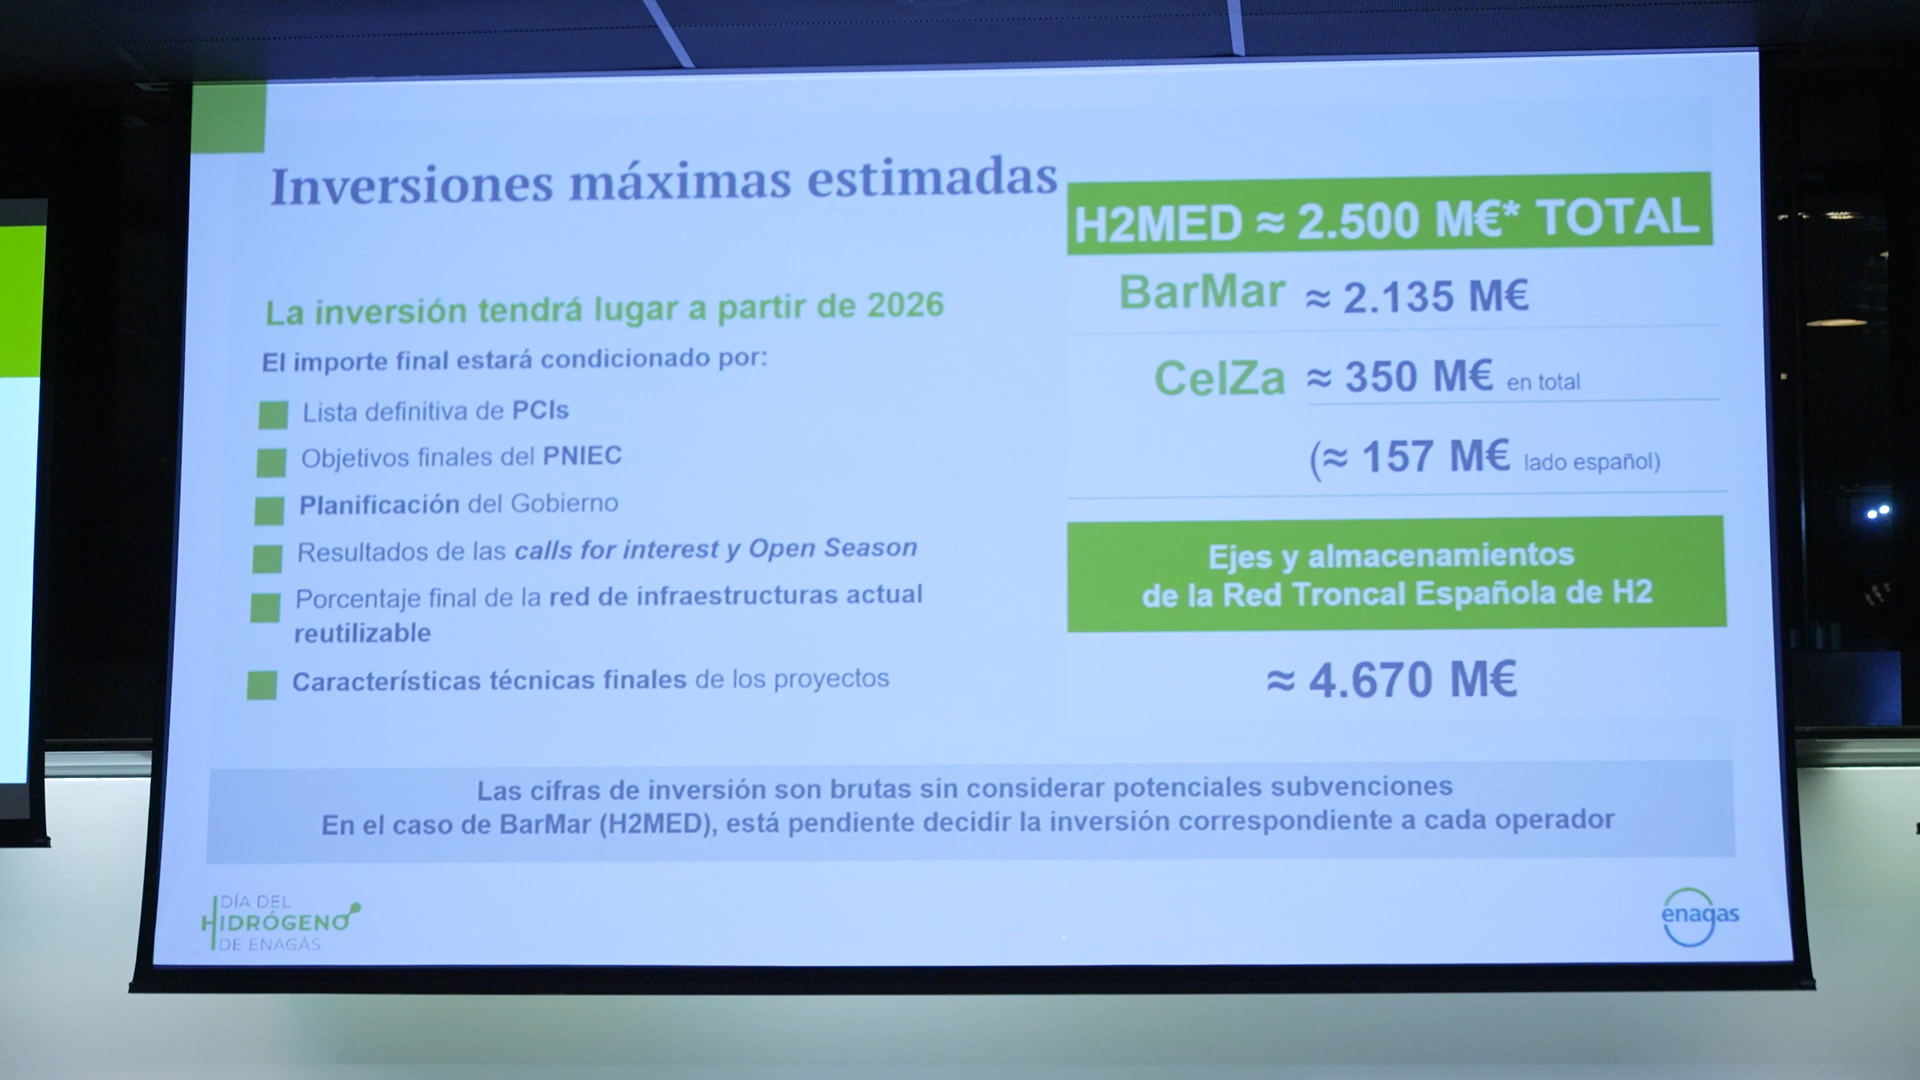 Inversiones máximas estimadas
La inversión tendrá lugar a partir de 2026
El importe final estará condicionado por:
Lista definitiva de PCIs
Objetivos finales del PNIEC
Planificación del Gobierno
Resultados de las calls for interest y Open Season
Porcentaje final de la red de infraestructuras actual
reutilizable
Características técnicas finales de los proyectos
H2MED ≈ 2.500 M€* TOTAL
BarMar ≈ 2.135 M€
CelZa ≈ 350 M€ en total
(≈ 157 M€ lado español)
Ejes y almacenamientos
de la Red Troncal Española de H2
≈ 4.670 M€
Las cifras de inversión son brutas sin considerar potenciales subvenciones
En el caso de BarMar (H2MED), está pendiente decidir la inversión correspondiente a cada operador
DÍA DEL
HIDRÓGENO
DE ENAGÁS
enagas